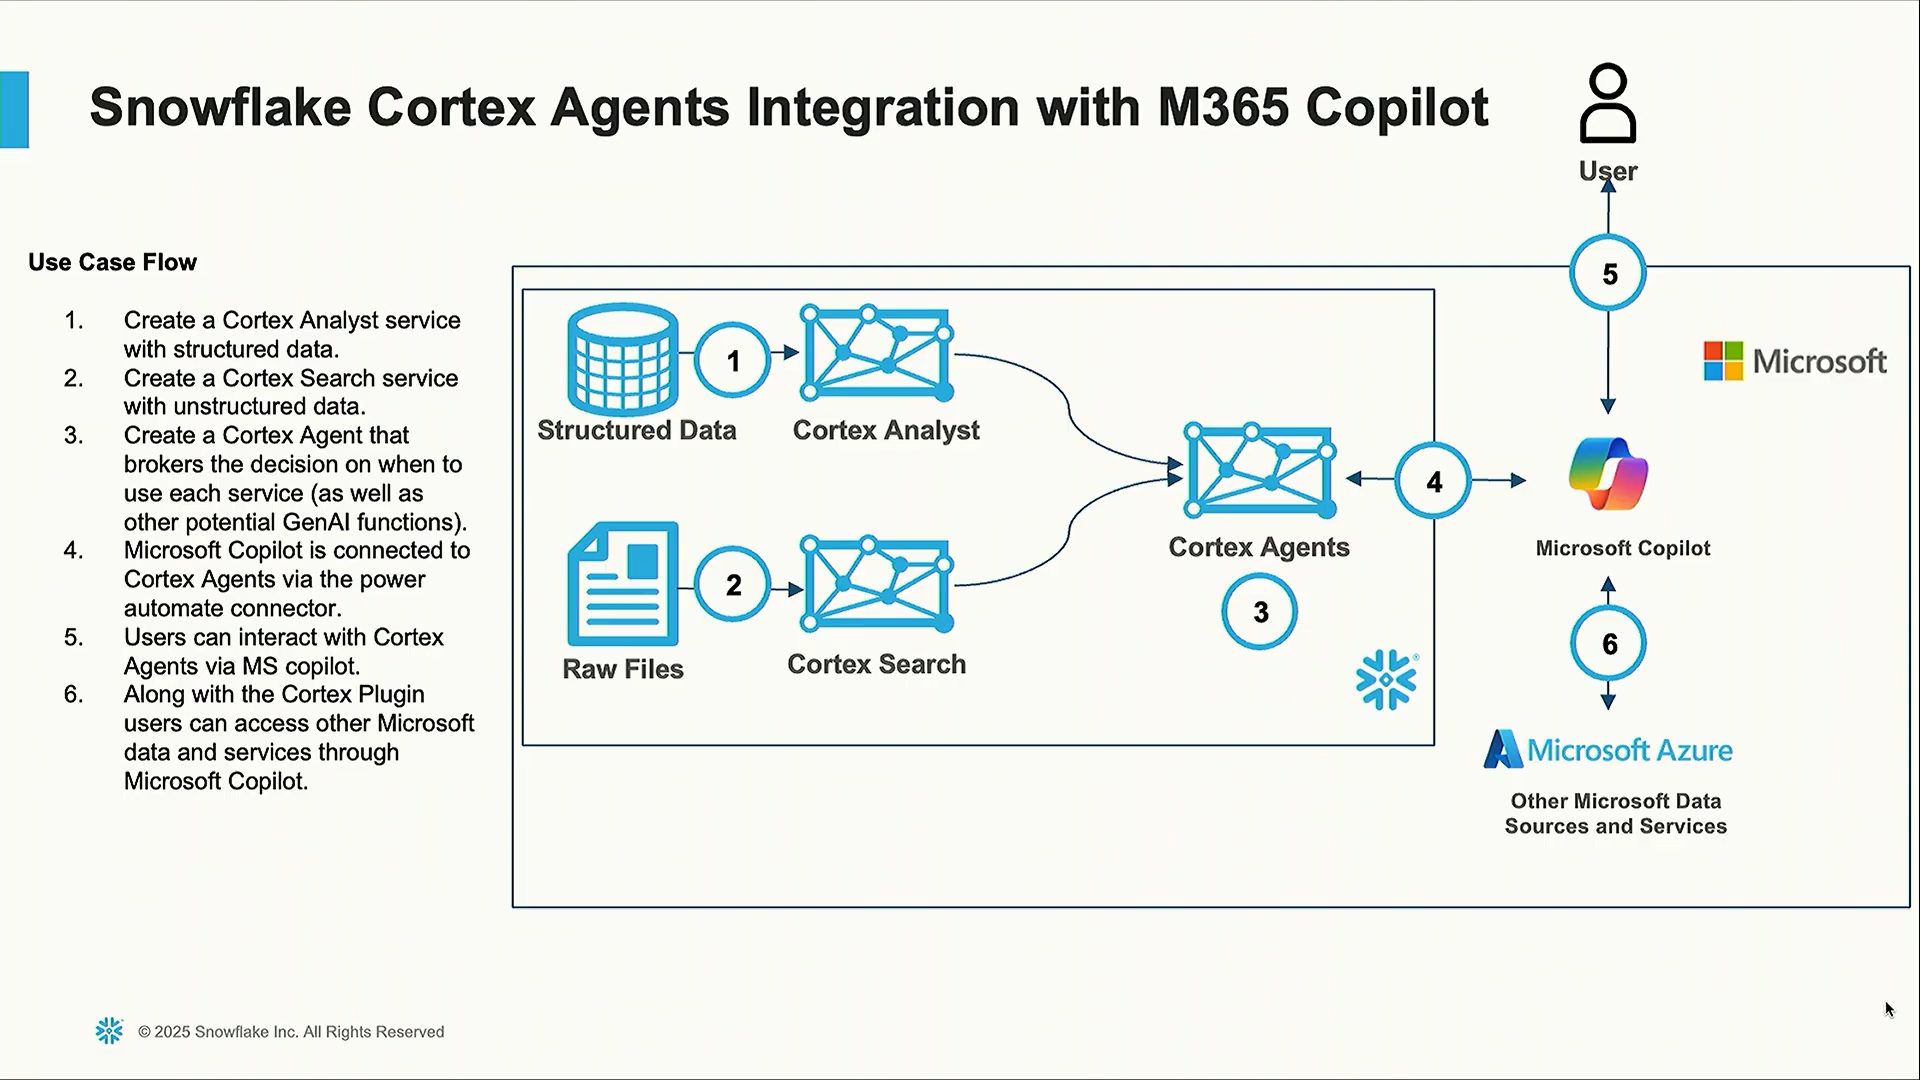 Snowflake Cortex Agents Integration with M365 Copilot
User
Use Case Flow
1. Create a Cortex Analyst service
with structured data.
2. Create a Cortex Search service
with unstructured data.
3. Create a Cortex Agent that
brokers the decision on when to
use each service (as well as
other potential GenAI functions).
4. Microsoft Copilot is connected to
Cortex Agents via the power
automate connector.
5. Users can interact with Cortex
Agents via MS copilot.
6. Along with the Cortex Plugin
users can access other Microsoft
data and services through
Microsoft Copilot.
5
Microsoft
1
Structured Data
Cortex Analyst
4
Cortex Agents
3
Microsoft Copilot
2
Raw Files
Cortex Search
®
6
Microsoft Azure
Other Microsoft Data
Sources and Services
© 2025 Snowflake Inc. All Rights Reserved